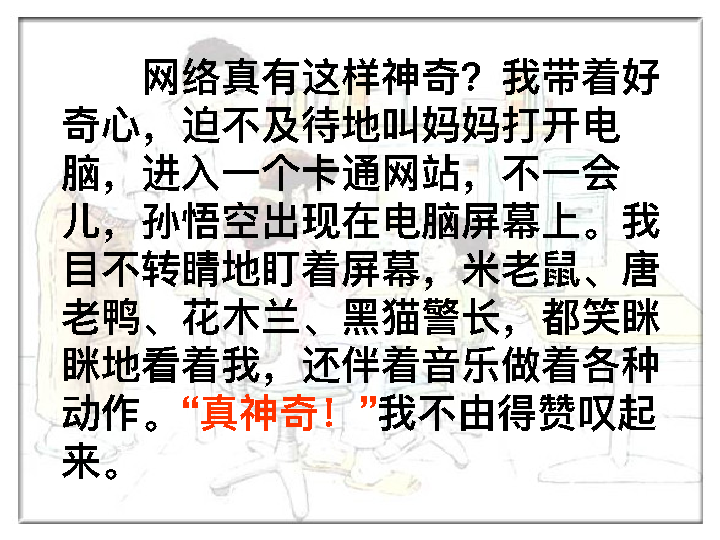 网络真有这样神奇？我带着好
奇心，迫不及待地叫妈妈打开电
脑，进入一个卡通网站，不一会
儿，孙悟空出现在电脑屏幕上。我
目不转睛地盯着屏幕，米老鼠、唐
老鸭、花木兰、黑猫警长，都笑眯
眯地看着我，还伴着音乐做着各种
动作。“真神奇！”我不由得赞叹起
来。